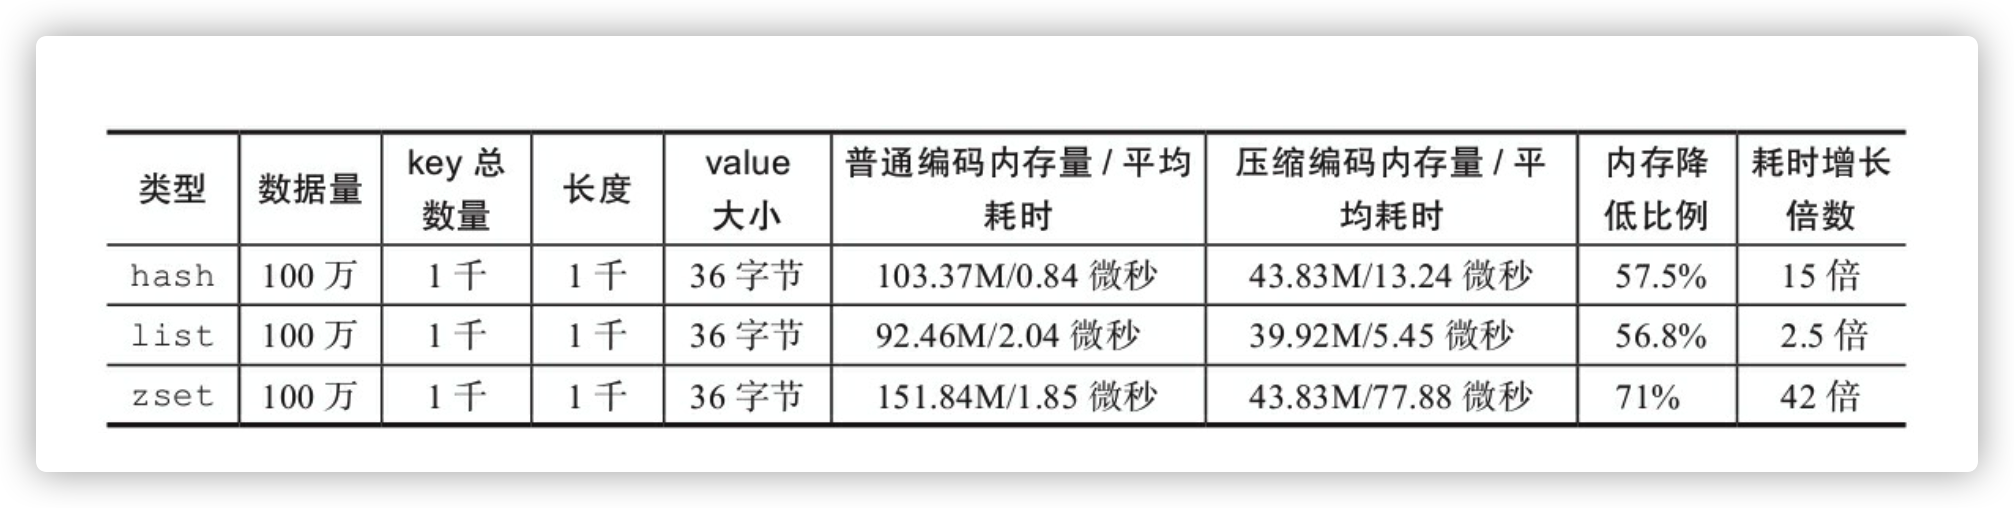 类型 数据量 key 总数量 长度 value 大小 普通编码内存量 / 平均耗时 压缩编码内存量 / 平均耗时 内存降低比例 耗时增长倍数
hash 100 万 1 千 1 千 36 字节 103.37M/0.84 微秒 43.83M/13.24 微秒 57.5% 15 倍
list 100 万 1 千 1 千 36 字节 92.46M/2.04 微秒 39.92M/5.45 微秒 56.8% 2.5 倍
zset 100 万 1 千 1 千 36 字节 151.84M/1.85 微秒 43.83M/77.88 微秒 71% 42 倍